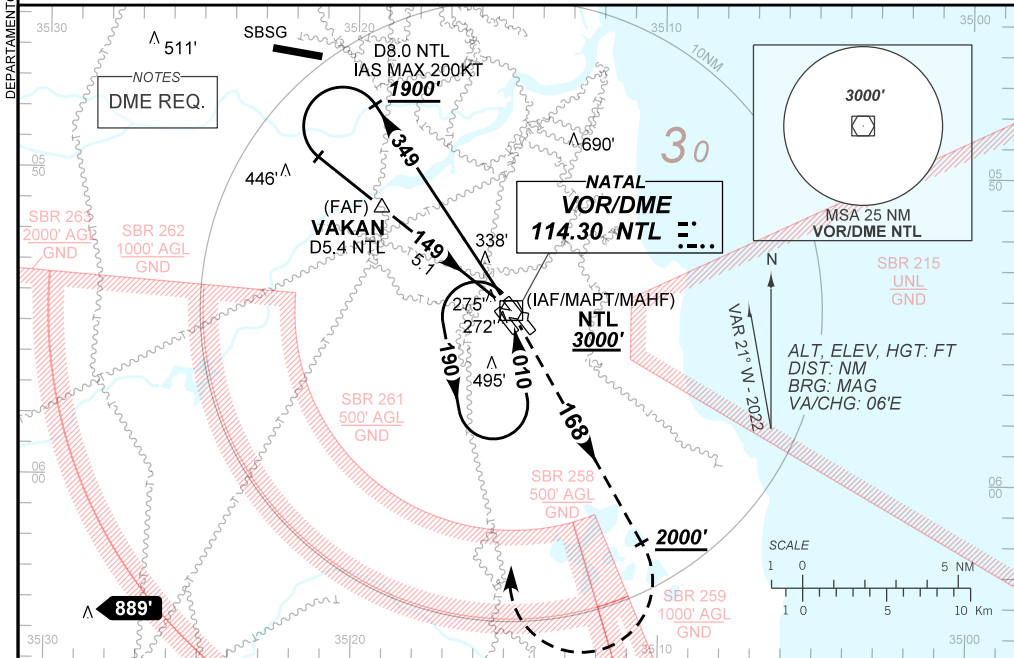 DEPARTAMENTO
35 30
35 20
35 10
35 00
SBSG
511'
NOTES
DME REQ.
D8.0 NTL
IAS MAX 200KT
1900'
10NM
3000'
MSA 25 NM
VOR/DME NTL
349
690'
30
05 50
05 50
446'
(FAF)
VAKAN
D5.4 NTL
NATAL
VOR/DME
114.30 NTL
SBR 263
2000' AGL
GND
SBR 262
1000' AGL
GND
149
5.1
338'
SBR 215
UNL
GND
N
VAR 21° W - 2022
275'
272'
(IAF/MAPT/MAHF)
NTL
3000'
190
010
495'
ALT, ELEV, HGT: FT
DIST: NM
BRG: MAG
VA/CHG: 06'E
SBR 261
500' AGL
GND
168
06 00
06 00
SBR 258
500' AGL
GND
2000'
SCALE
1 0 5 NM
1 0 5 10 Km
889'
SBR 259
1000' AGL
GND
35 30
35 20
35 10
35 00